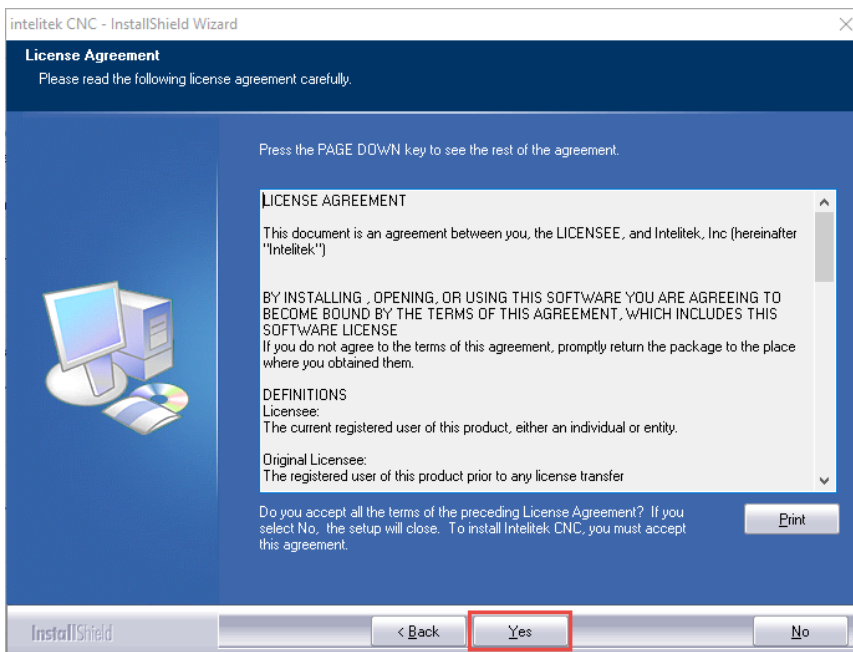 intelitek CNC - InstallShield Wizard
License Agreement
Please read the following license agreement carefully.
Press the PAGE DOWN key to see the rest of the agreement.
LICENSE AGREEMENT
This document is an agreement between you, the LICENSEE, and Intelitek, Inc (hereinafter
"Intelitek")
BY INSTALLING , OPENING, OR USING THIS SOFTWARE YOU ARE AGREEING TO
BECOME BOUND BY THE TERMS OF THIS AGREEMENT, WHICH INCLUDES THIS
SOFTWARE LICENSE
If you do not agree to the terms of this agreement, promptly return the package to the place
where you obtained them.
DEFINITIONS
Licensee:
The current registered user of this product, either an individual or entity.
Original Licensee:
The registered user of this product prior to any license transfer
Do you accept all the terms of the preceding License Agreement? If you
select No, the setup will close. To install Intelitek CNC, you must accept
this agreement.
Print
InstallShield
< Back
Yes
No